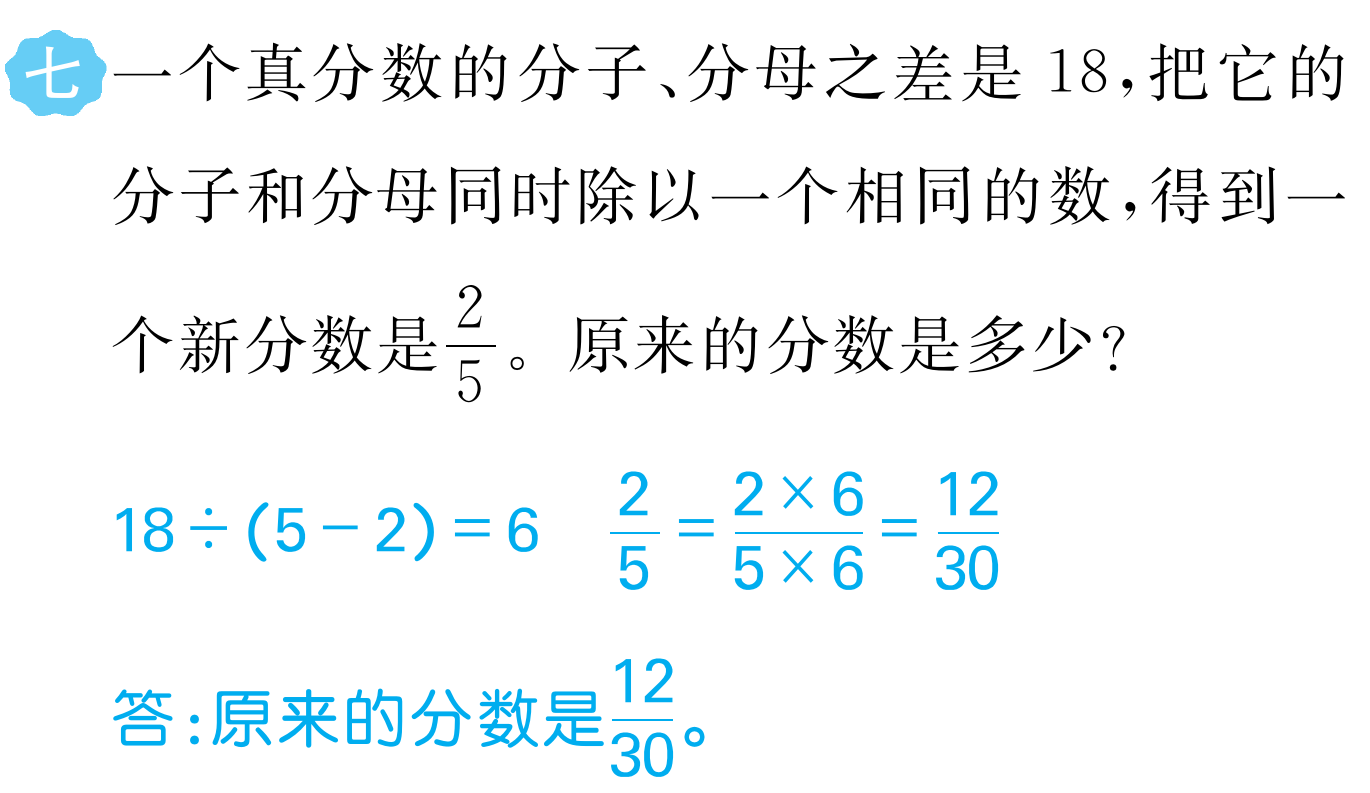 七 一个真分数的分子、分母之差是 18,把它的
分子和分母同时除以一个相同的数,得到一
个新分数是2/5。原来的分数是多少?
18÷(5-2)=6 2/5=2×6/5×6=12/30
答:原来的分数是12/30。